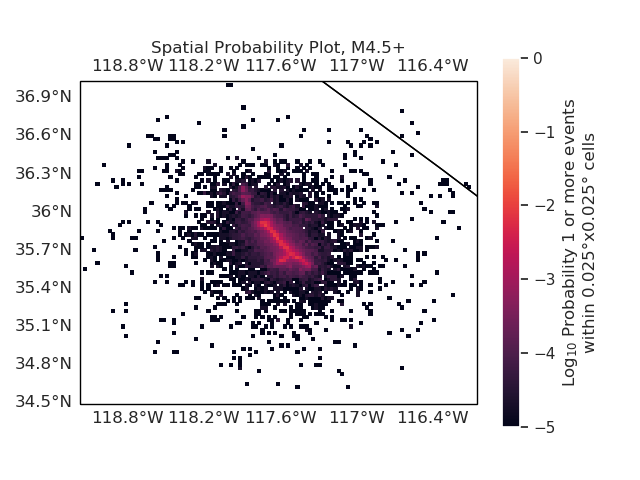 Spatial Probability Plot, M4.5+
118.8°W 118.2°W 117.6°W 117°W 116.4°W
36.9°N
36.6°N
36.3°N
36°N
35.7°N
35.4°N
35.1°N
34.8°N
34.5°N
118.8°W 118.2°W 117.6°W 117°W 116.4°W
0
−1
−2
−3
−4
−5
Log₁₀ Probability 1 or more events
within 0.025°x0.025° cells